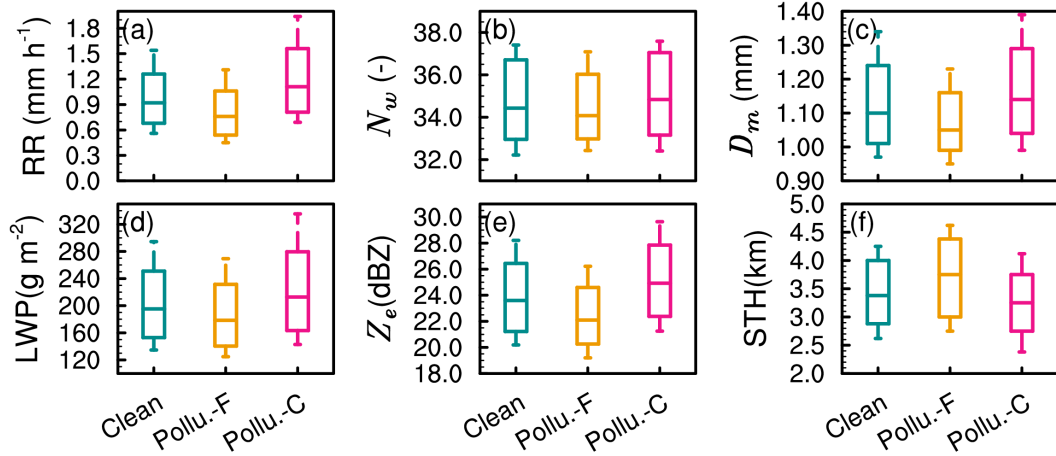 (a)
RR (mm h⁻¹)
1.8
1.5
1.2
0.9
0.6
0.3
0.0
(b)
N_w (-)
38.0
36.0
34.0
32.0
(c)
D_m (mm)
1.40
1.30
1.20
1.10
1.00
0.90
(d)
LWP(g m⁻²)
320
280
240
200
160
120
(e)
Z_e(dBZ)
30.0
28.0
26.0
24.0
22.0
20.0
18.0
(f)
STH(km)
5.0
4.5
4.0
3.5
3.0
2.5
2.0
Clean
Pollu.-F
Pollu.-C
Clean
Pollu.-F
Pollu.-C
Clean
Pollu.-F
Pollu.-C